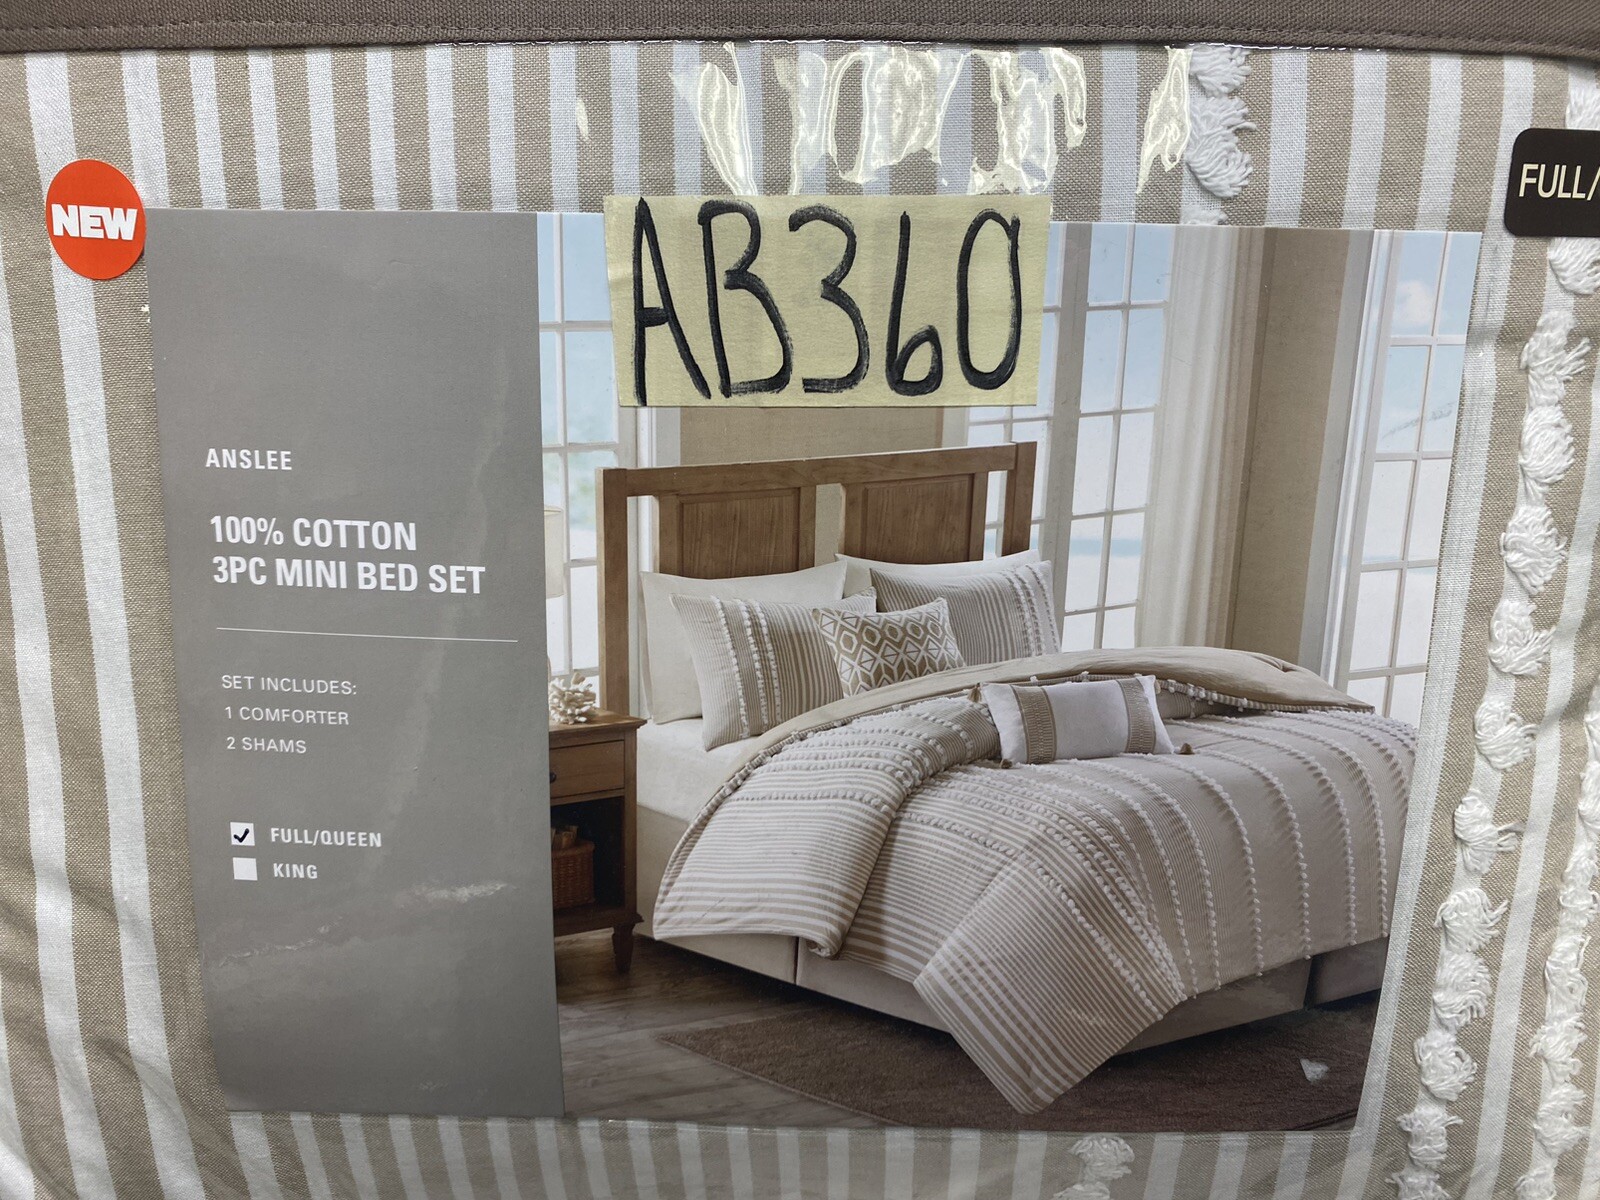 NEW
AB360
FULL/
ANSLEE
100% COTTON
3PC MINI BED SET
SET INCLUDES:
1 COMFORTER
2 SHAMS
FULL/QUEEN
KING